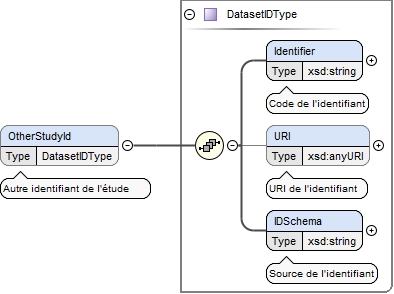 DatasetIDType
Identifier
Type xsd:string
Code de l'identifiant
OtherStudyId
Type DatasetIDType
Autre identifiant de l'étude
URI
Type xsd:anyURI
URI de l'identifiant
IDSchema
Type xsd:string
Source de l'identifiant